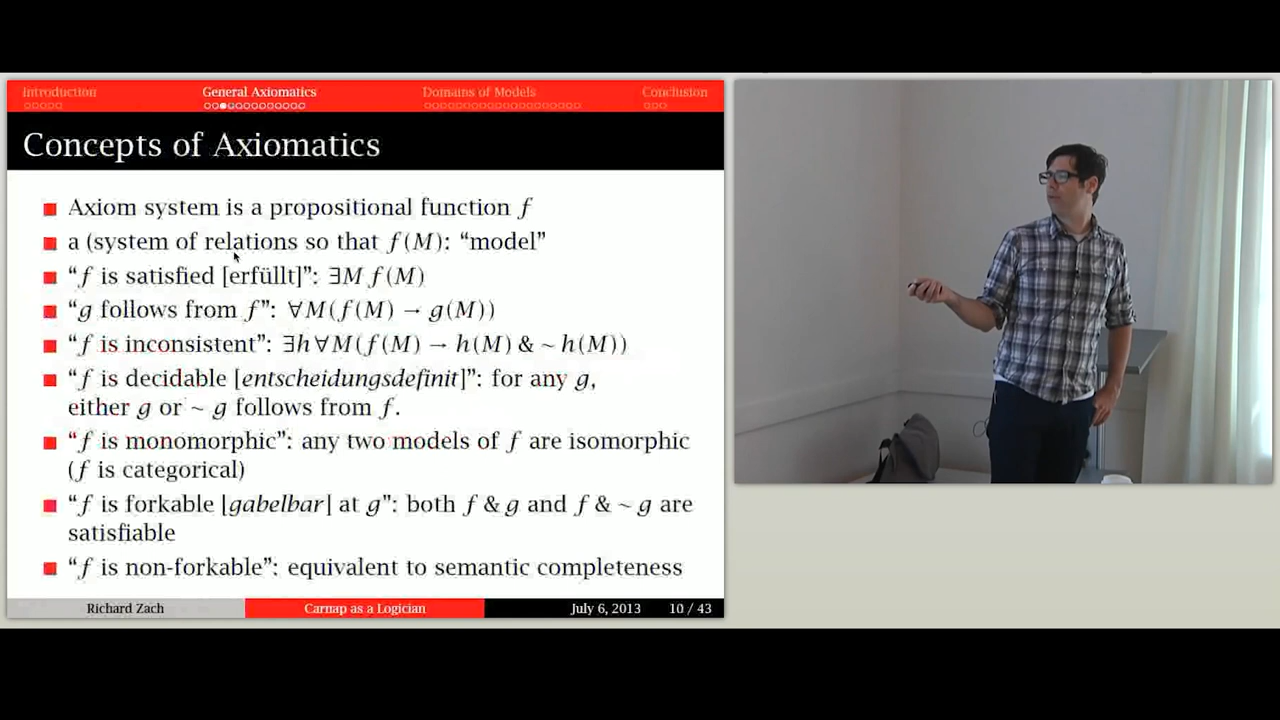 Introduction General Axiomatics Domains of Models Conclusion
Concepts of Axiomatics
Axiom system is a propositional function f
a (system of relations so that f(M): “model”
“f is satisfied [erfüllt]”: ∃M f(M)
“g follows from f”: ∀M(f(M) → g(M))
“f is inconsistent”: ∃h∀M(f(M) → h(M) & ~ h(M))
“f is decidable [entscheidungsdefinit]”: for any g,
either g or ~ g follows from f.
“f is monomorphic”: any two models of f are isomorphic
(f is categorical)
“f is forkable [gabelbar] at g”: both f & g and f & ~ g are
satisfiable
“f is non-forkable”: equivalent to semantic completeness
Richard Zach Carnap as a Logician July 6, 2013 10 / 43